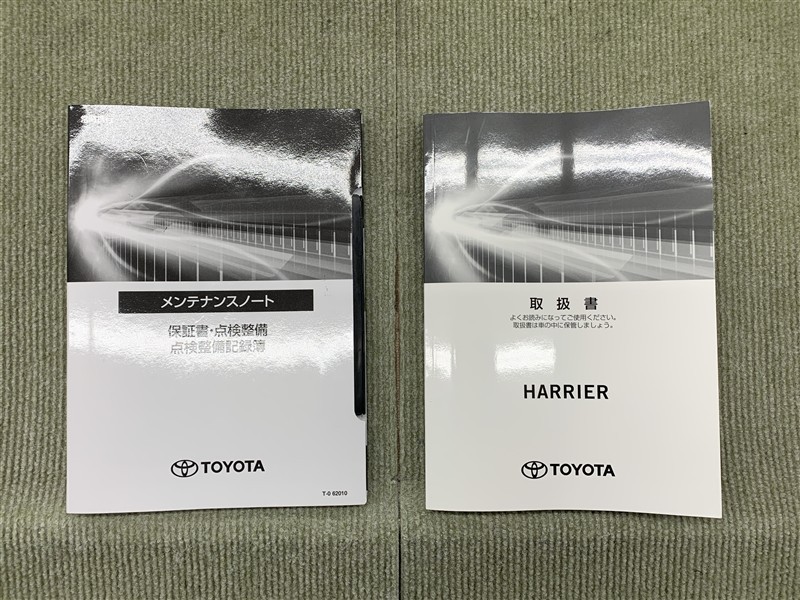 メンテナンスノート
保証書・点検整備
点検整備記録簿
TOYOTA
T-0 62010
取扱書
よくお読みになってご使用ください。
取扱書は車の中に保管しましょう。
HARRIER
TOYOTA